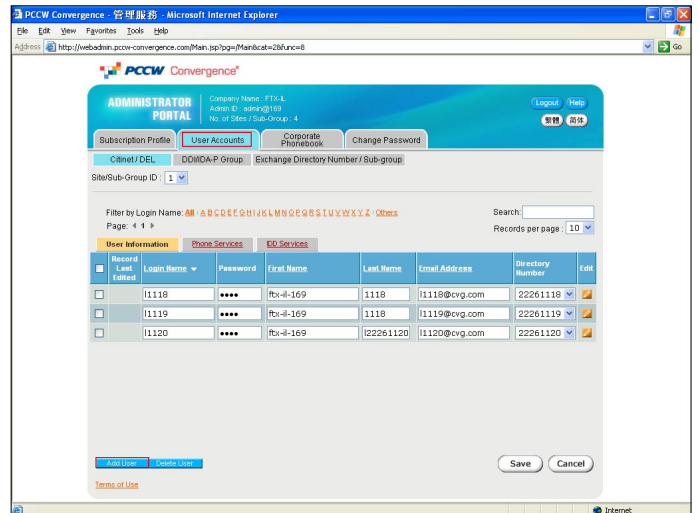 PCCW Convergence - 管理服務 - Microsoft Internet Explorer
File Edit View Favorites Tools Help
Address http://webadmin.pccw-convergence.com/Main.jsp?pg=/Main&cat=28&func=8 Go
PCCW Convergence
ADMINISTRATOR PORTAL
Company Name : FTX-IL
Admin ID : admin@169
No. of Sites / Sub-Group : 4
Logout Help
繁體 简体
Subscription Profile User Accounts Corporate Phonebook Change Password
Citinet / DEL DDI/IDA-P Group Exchange Directory Number / Sub-group
Site/Sub-Group ID : 1
Filter by Login Name: All A B C D E F G H I J K L M N O P Q R S T U V W X Y Z Others Search:
Page: 1 Records per page : 10
User Information Phone Services IDD Services
Record Last Edited Login Name Password First Name Last Name Email Address Directory Number Edit
l1118 •••• ftx-il-169 1118 l1118@cvg.com 22261118
l1119 •••• ftx-il-169 1118 l1119@cvg.com 22261119
l1120 •••• ftx-il-169 l22261120 l1120@cvg.com 22261120
Add User Delete User Save Cancel
Terms of Use
Internet